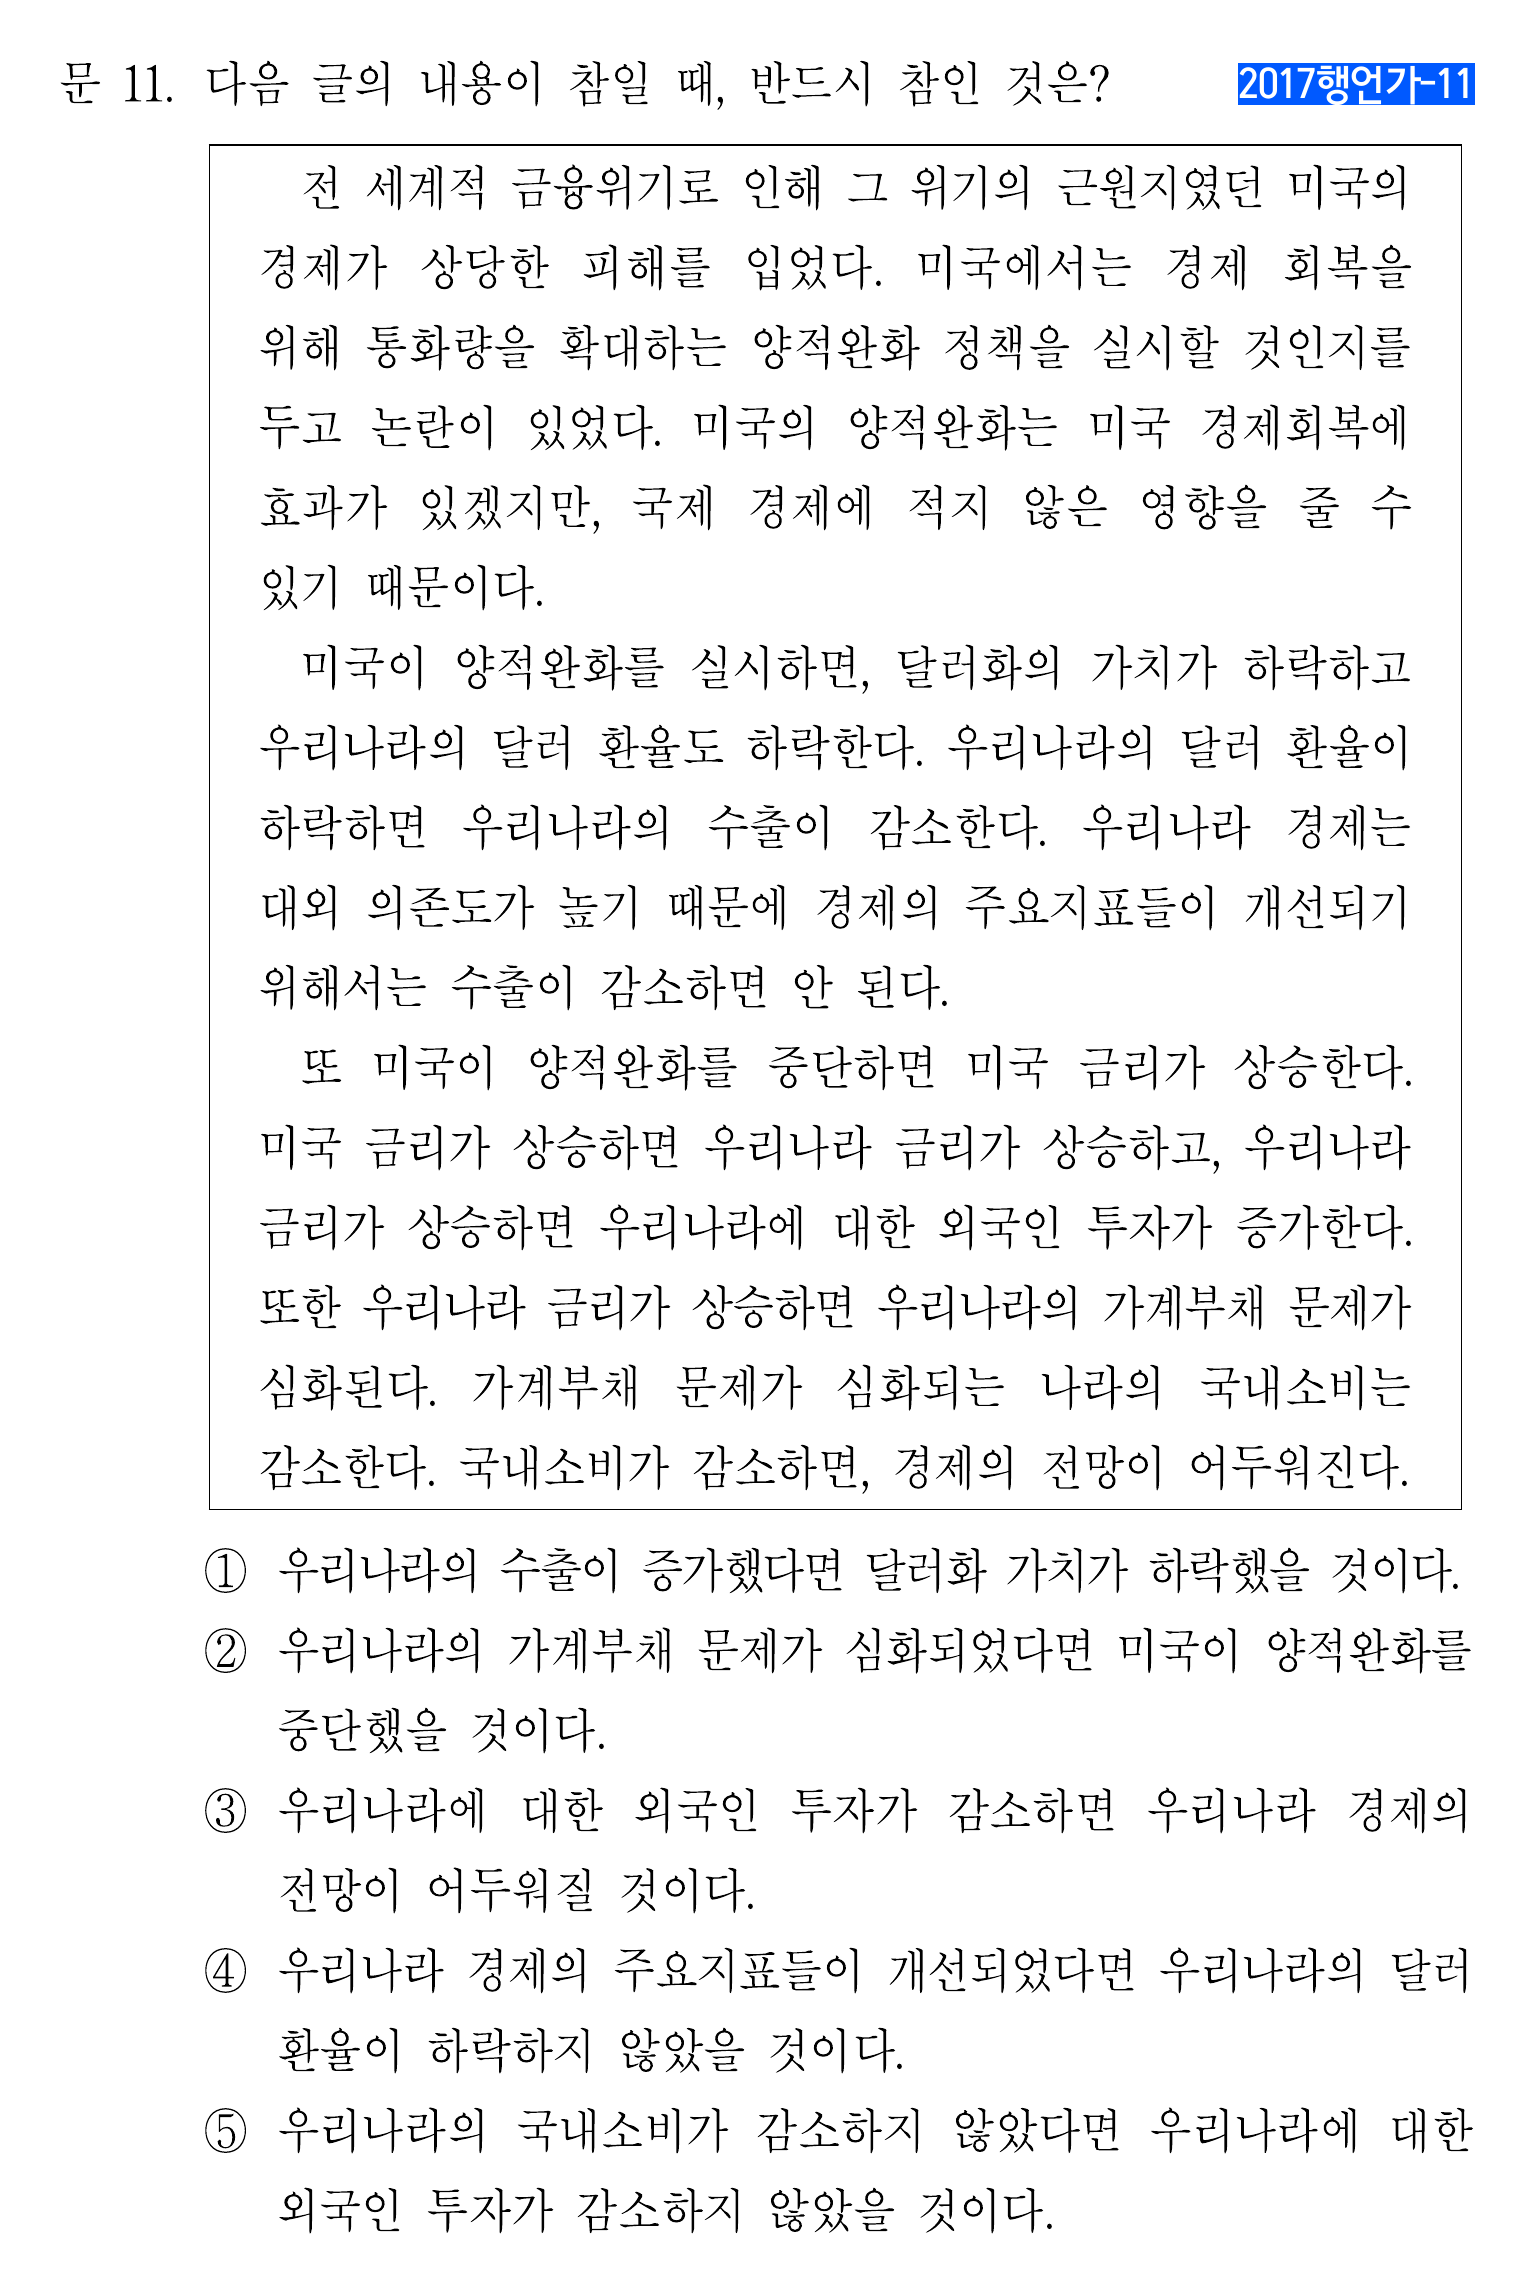 문 11. 다음 글의 내용이 참일 때, 반드시 참인 것은? 2017행언가-11
전 세계적 금융위기로 인해 그 위기의 근원지였던 미국의
경제가 상당한 피해를 입었다. 미국에서는 경제 회복을
위해 통화량을 확대하는 양적완화 정책을 실시할 것인지를
두고 논란이 있었다. 미국의 양적완화는 미국 경제회복에
효과가 있겠지만, 국제 경제에 적지 않은 영향을 줄 수
있기 때문이다.
미국이 양적완화를 실시하면, 달러화의 가치가 하락하고
우리나라의 달러 환율도 하락한다. 우리나라의 달러 환율이
하락하면 우리나라의 수출이 감소한다. 우리나라 경제는
대외 의존도가 높기 때문에 경제의 주요지표들이 개선되기
위해서는 수출이 감소하면 안 된다.
또 미국이 양적완화를 중단하면 미국 금리가 상승한다.
미국 금리가 상승하면 우리나라 금리가 상승하고, 우리나라
금리가 상승하면 우리나라에 대한 외국인 투자가 증가한다.
또한 우리나라 금리가 상승하면 우리나라의 가계부채 문제가
심화된다. 가계부채 문제가 심화되는 나라의 국내소비는
감소한다. 국내소비가 감소하면, 경제의 전망이 어두워진다.
① 우리나라의 수출이 증가했다면 달러화 가치가 하락했을 것이다.
② 우리나라의 가계부채 문제가 심화되었다면 미국이 양적완화를
중단했을 것이다.
③ 우리나라에 대한 외국인 투자가 감소하면 우리나라 경제의
전망이 어두워질 것이다.
④ 우리나라 경제의 주요지표들이 개선되었다면 우리나라의 달러
환율이 하락하지 않았을 것이다.
⑤ 우리나라의 국내소비가 감소하지 않았다면 우리나라에 대한
외국인 투자가 감소하지 않았을 것이다.